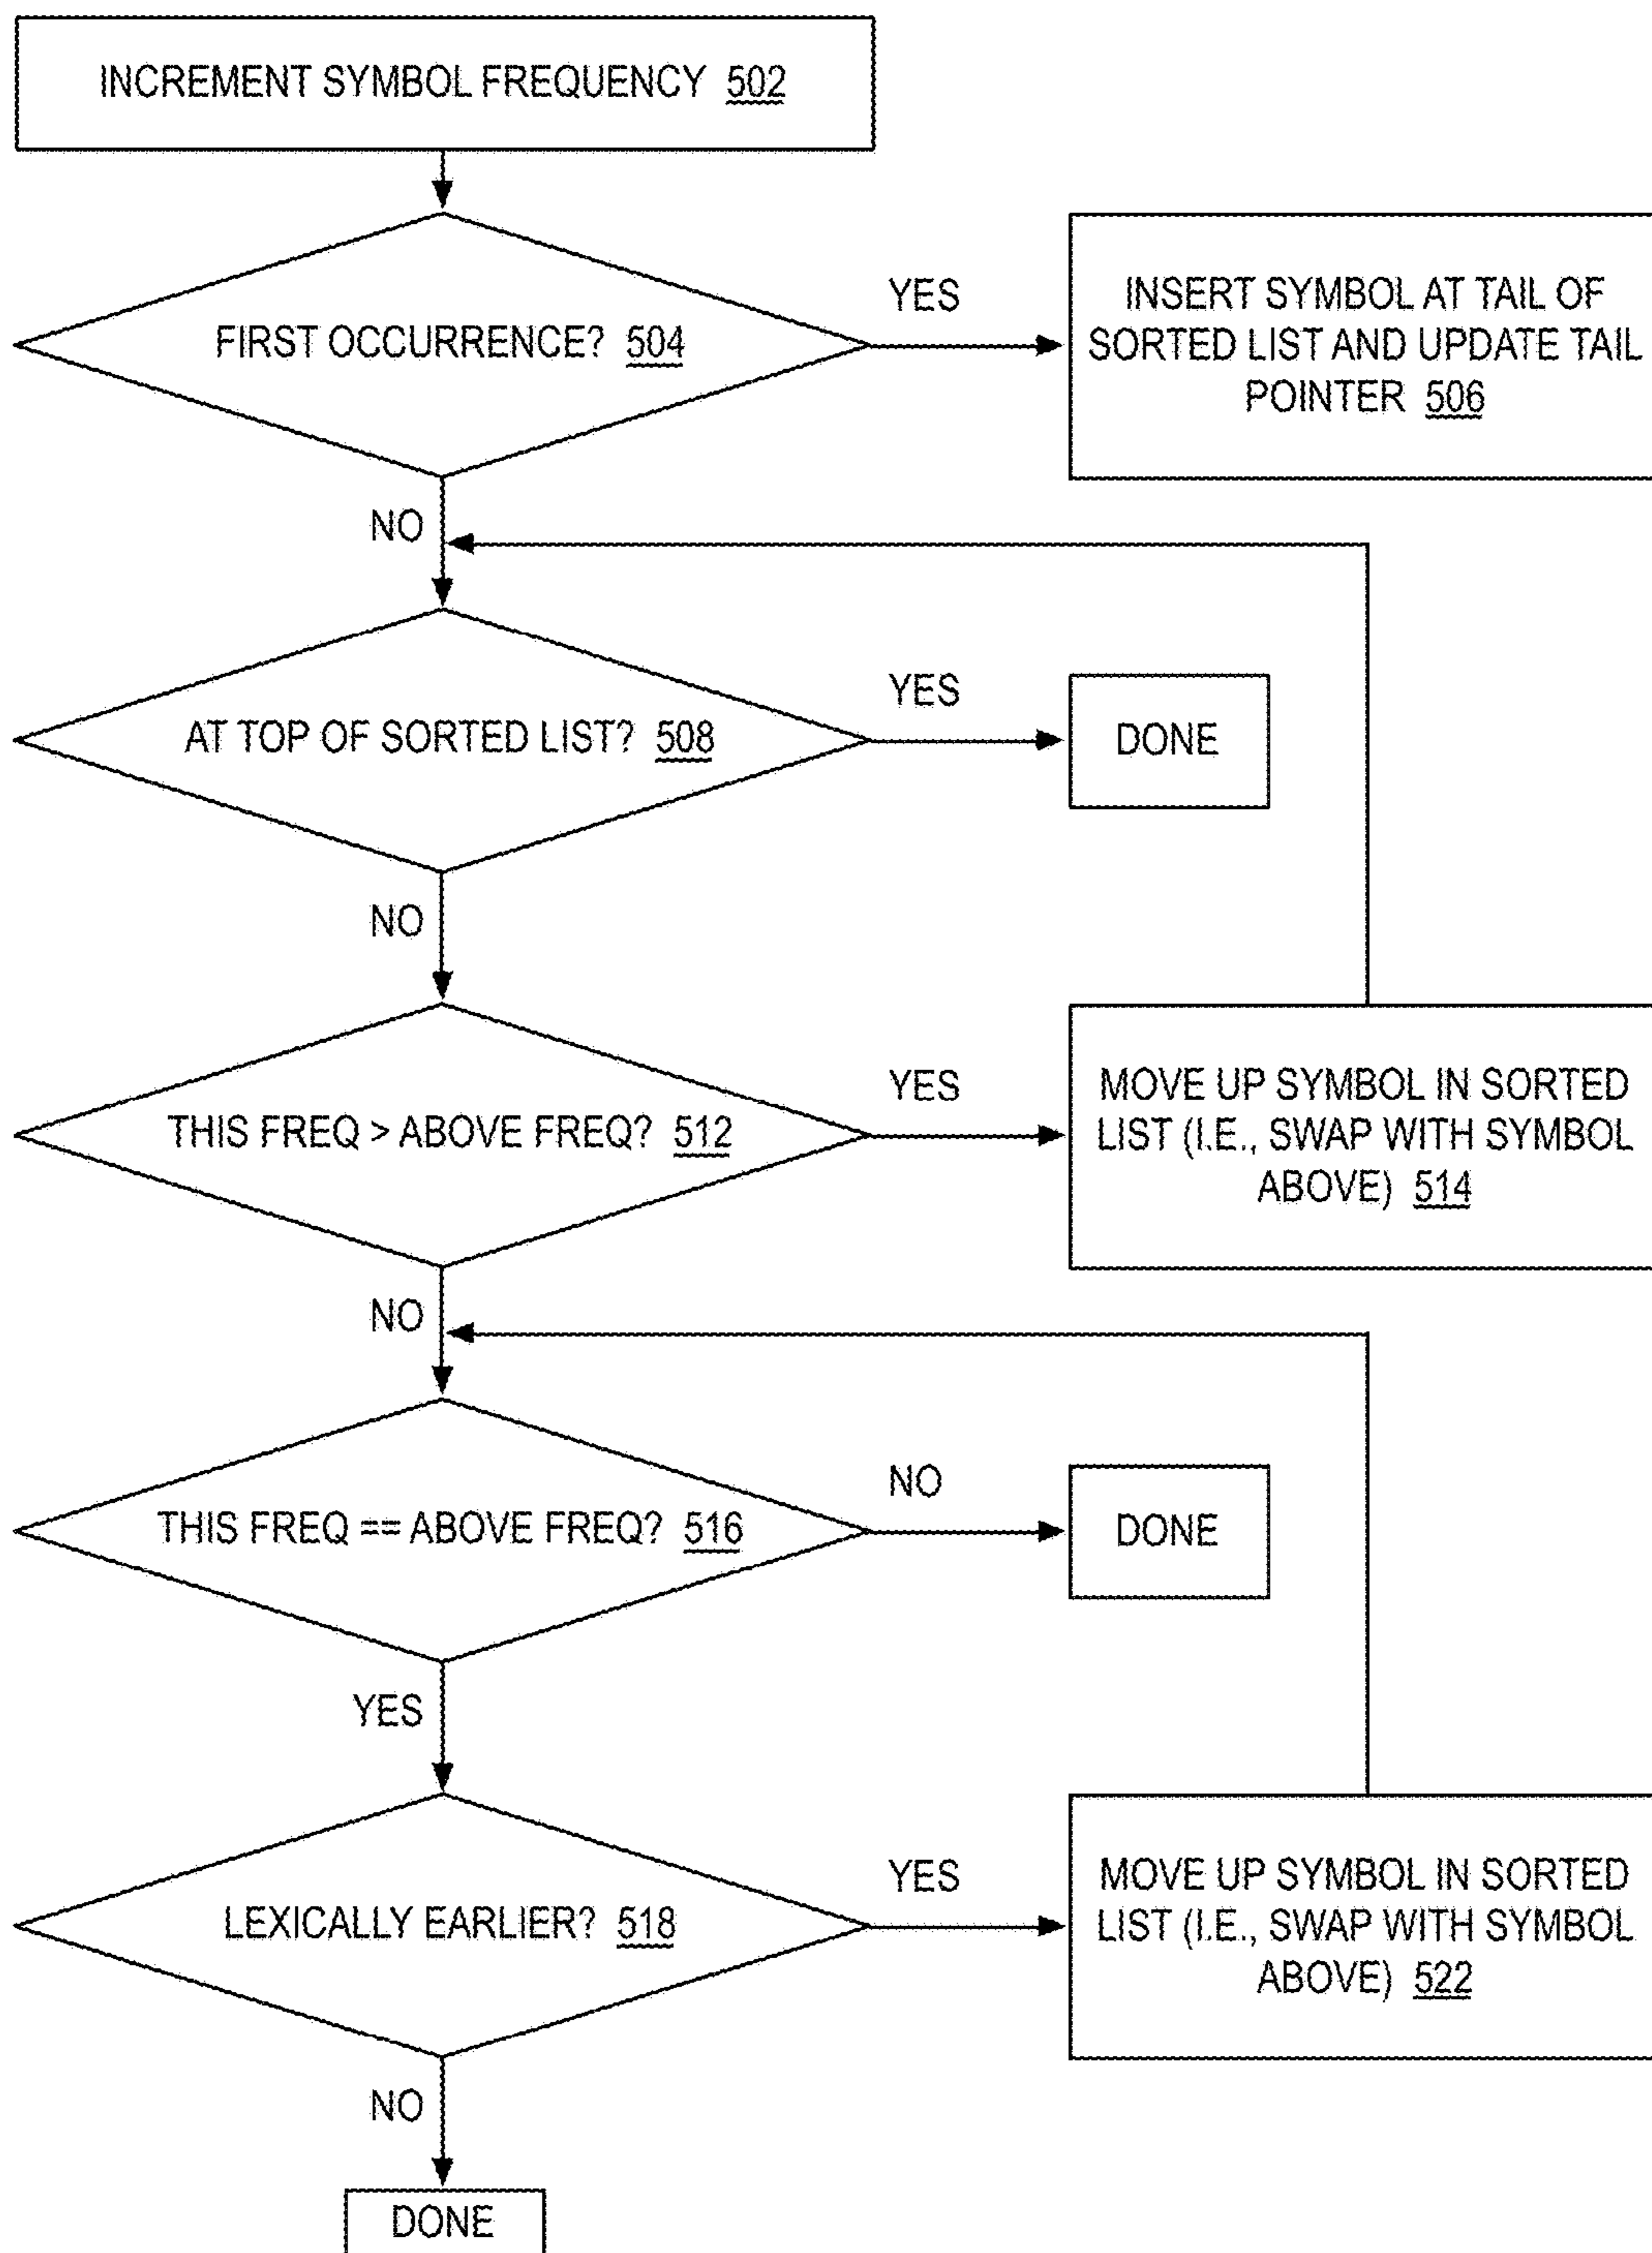 INCREMENT SYMBOL FREQUENCY 502
YES
INSERT SYMBOL AT TAIL OF
SORTED LIST AND UPDATE TAIL
POINTER 506
FIRST OCCURRENCE? 504
NO
YES
AT TOP OF SORTED LIST? 508
DONE
NO
YES
MOVE UP SYMBOL IN SORTED
LIST (I.E., SWAP WITH SYMBOL
ABOVE) 514
THIS FREQ > ABOVE FREQ? 512
NO
NO
THIS FREQ == ABOVE FREQ? 516
DONE
YES
YES
MOVE UP SYMBOL IN SORTED
LIST (I.E., SWAP WITH SYMBOL
ABOVE) 522
LEXICALLY EARLIER? 518
NO
DONE